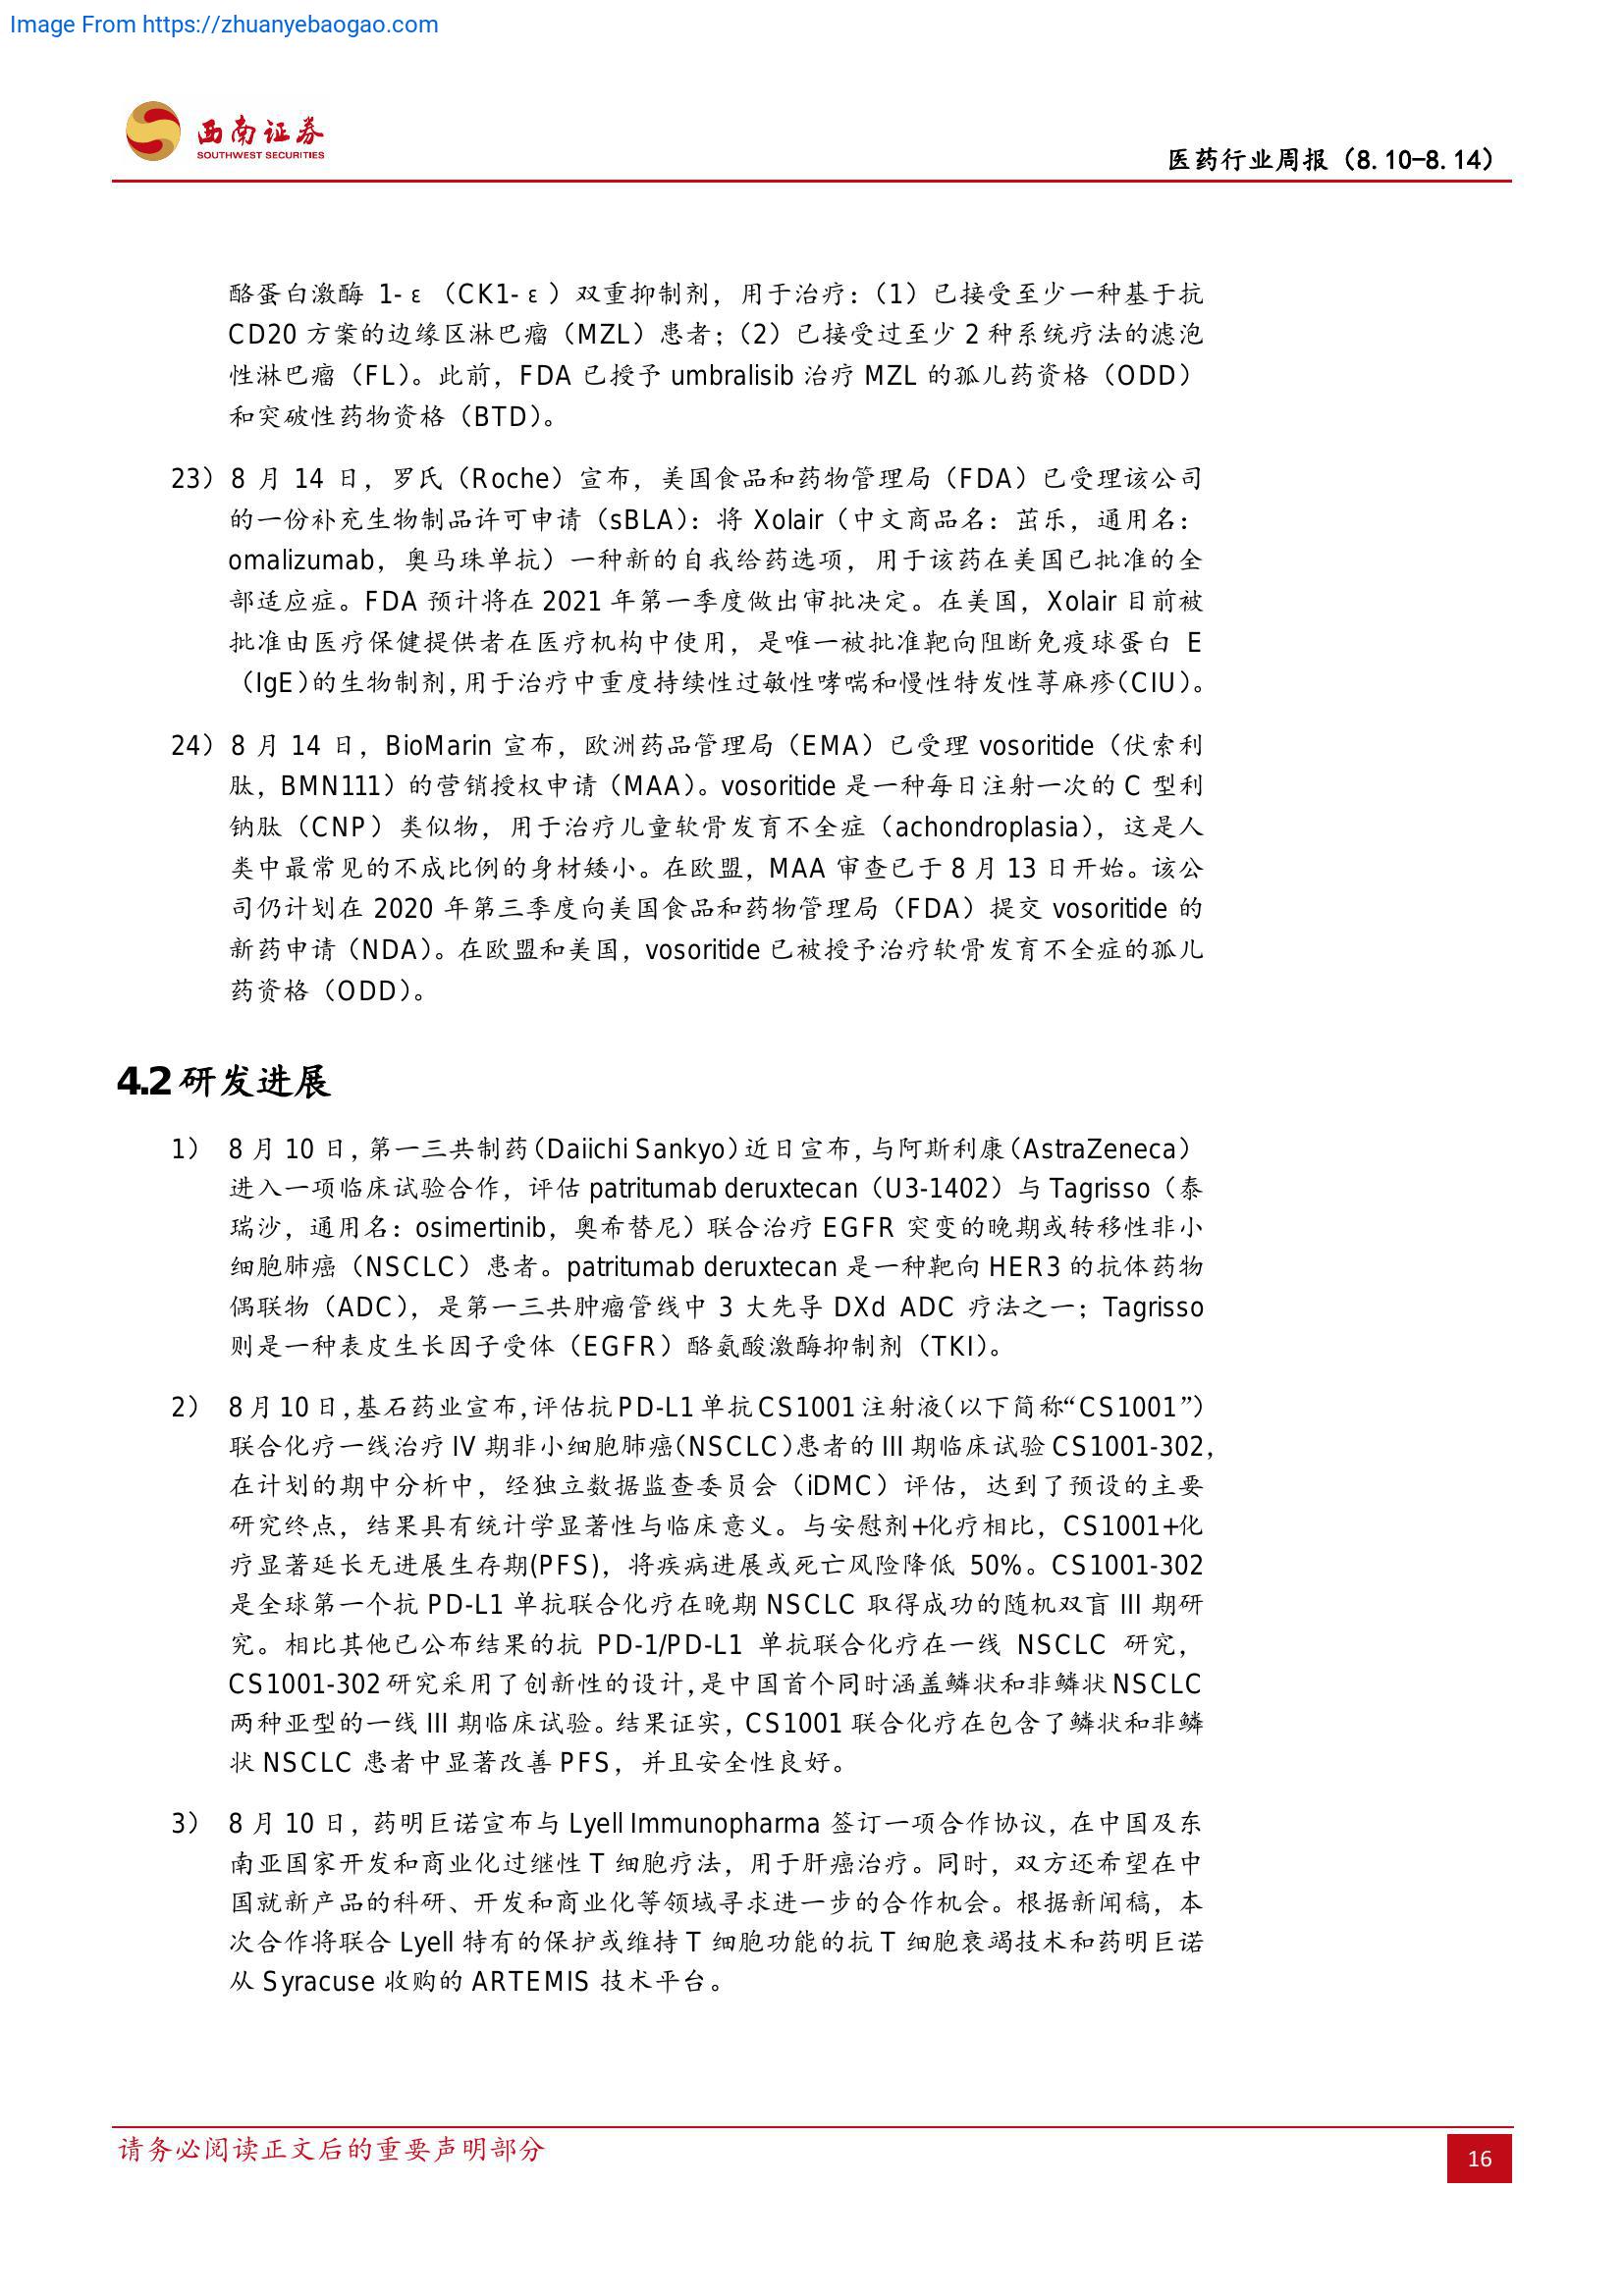 Image From https://zhuanyebaogao.com
西南证券
SOUTHWEST SECURITIES
医药行业周报（8.10-8.14）
酪蛋白激酶 1-ε（CK1-ε）双重抑制剂，用于治疗：（1）已接受至少一种基于抗
CD20 方案的边缘区淋巴瘤（MZL）患者；（2）已接受过至少 2 种系统疗法的滤泡
性淋巴瘤（FL）。此前，FDA 已授予 umbralisib 治疗 MZL 的孤儿药资格（ODD）
和突破性药物资格（BTD）。
23）8 月 14 日，罗氏（Roche）宣布，美国食品和药物管理局（FDA）已受理该公司
的一份补充生物制品许可申请（sBLA）：将 Xolair（中文商品名：茁乐，通用名：
omalizumab，奥马珠单抗）一种新的自我给药选项，用于该药在美国已批准的全
部适应症。FDA 预计将在 2021 年第一季度做出审批决定。在美国，Xolair 目前被
批准由医疗保健提供者在医疗机构中使用，是唯一被批准靶向阻断免疫球蛋白 E
（IgE）的生物制剂，用于治疗中重度持续性过敏性哮喘和慢性特发性荨麻疹（CIU）。
24）8 月 14 日，BioMarin 宣布，欧洲药品管理局（EMA）已受理 vosoritide（伏索利
肽，BMN111）的营销授权申请（MAA）。vosoritide 是一种每日注射一次的 C 型利
钠肽（CNP）类似物，用于治疗儿童软骨发育不全症（achondroplasia），这是人
类中最常见的不成比例的身材矮小。在欧盟，MAA 审查已于 8 月 13 日开始。该公
司仍计划在 2020 年第三季度向美国食品和药物管理局（FDA）提交 vosoritide 的
新药申请（NDA）。在欧盟和美国，vosoritide 已被授予治疗软骨发育不全症的孤儿
药资格（ODD）。
4.2 研发进展
1） 8 月 10 日，第一三共制药（Daiichi Sankyo）近日宣布，与阿斯利康（AstraZeneca）
进入一项临床试验合作，评估 patritumab deruxtecan（U3-1402）与 Tagrisso（泰
瑞沙，通用名：osimertinib，奥希替尼）联合治疗 EGFR 突变的晚期或转移性非小
细胞肺癌（NSCLC）患者。patritumab deruxtecan 是一种靶向 HER3 的抗体药物
偶联物（ADC），是第一三共肿瘤管线中 3 大先导 DXd ADC 疗法之一；Tagrisso
则是一种表皮生长因子受体（EGFR）酪氨酸激酶抑制剂（TKI）。
2） 8 月 10 日，基石药业宣布，评估抗 PD-L1 单抗 CS1001 注射液（以下简称“CS1001”）
联合化疗一线治疗 IV 期非小细胞肺癌（NSCLC）患者的 III 期临床试验 CS1001-302，
在计划的期中分析中，经独立数据监查委员会（iDMC）评估，达到了预设的主要
研究终点，结果具有统计学显著性与临床意义。与安慰剂+化疗相比，CS1001+化
疗显著延长无进展生存期(PFS)，将疾病进展或死亡风险降低 50%。CS1001-302
是全球第一个抗 PD-L1 单抗联合化疗在晚期 NSCLC 取得成功的随机双盲 III 期研
究。相比其他已公布结果的抗 PD-1/PD-L1 单抗联合化疗在一线 NSCLC 研究，
CS1001-302 研究采用了创新性的设计，是中国首个同时涵盖鳞状和非鳞状 NSCLC
两种亚型的一线 III 期临床试验。结果证实，CS1001 联合化疗在包含了鳞状和非鳞
状 NSCLC 患者中显著改善 PFS，并且安全性良好。
3） 8 月 10 日，药明巨诺宣布与 Lyell Immunopharma 签订一项合作协议，在中国及东
南亚国家开发和商业化过继性 T 细胞疗法，用于肝癌治疗。同时，双方还希望在中
国就新产品的科研、开发和商业化等领域寻求进一步的合作机会。根据新闻稿，本
次合作将联合 Lyell 特有的保护或维持 T 细胞功能的抗 T 细胞衰竭技术和药明巨诺
从 Syracuse 收购的 ARTEMIS 技术平台。
请务必阅读正文后的重要声明部分
16